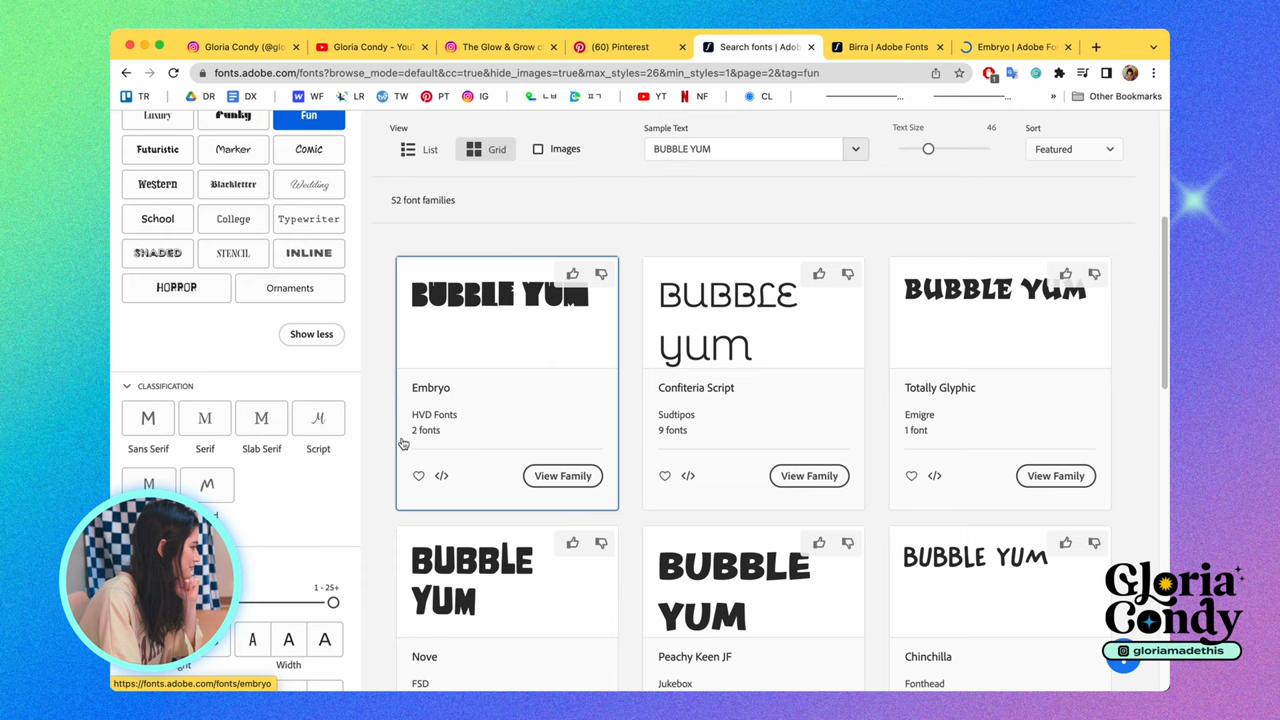 Gloria Condy (@glo
Gloria Condy - YouT
The Glow & Grow c
(60) Pinterest
Search fonts | Adob
Birra | Adobe Fonts
Embryo | Adobe Fo
fonts.adobe.com/fonts?browse_mode=default&cc=true&hide_images=true&max_styles=26&min_styles=1&page=2&tag=fun
TR DR DX WF LR TW PT IG ㄴㅂ ㅍㄱ YT NF CL » Other Bookmarks
Luxury Funky Fun
Futuristic Marker Comic
Western Blackletter Wedding
School College Typewriter
SHADED STENCIL INLINE
HORROR Ornaments
Show less
CLASSIFICATION
M M M M
Sans Serif Serif Slab Serif Script
M M
1 - 25+
A A A
Width
https://fonts.adobe.com/fonts/embryo
View Sample Text Text Size 46 Sort
List Grid Images BUBBLE YUM Featured
52 font families
BUBBLE YUM
Embryo
HVD Fonts
2 fonts
View Family
BUBBLE
yum
Confiteria Script
Sudtipos
9 fonts
View Family
BUBBLE YUM
Totally Glyphic
Emigre
1 font
View Family
BUBBLE
YUM
Nove
FSD
BUBBLE
YUM
Peachy Keen JF
Jukebox
BUBBLE YUM
Chinchilla
Fonthead
Gloria
Condy
gloriamadethis